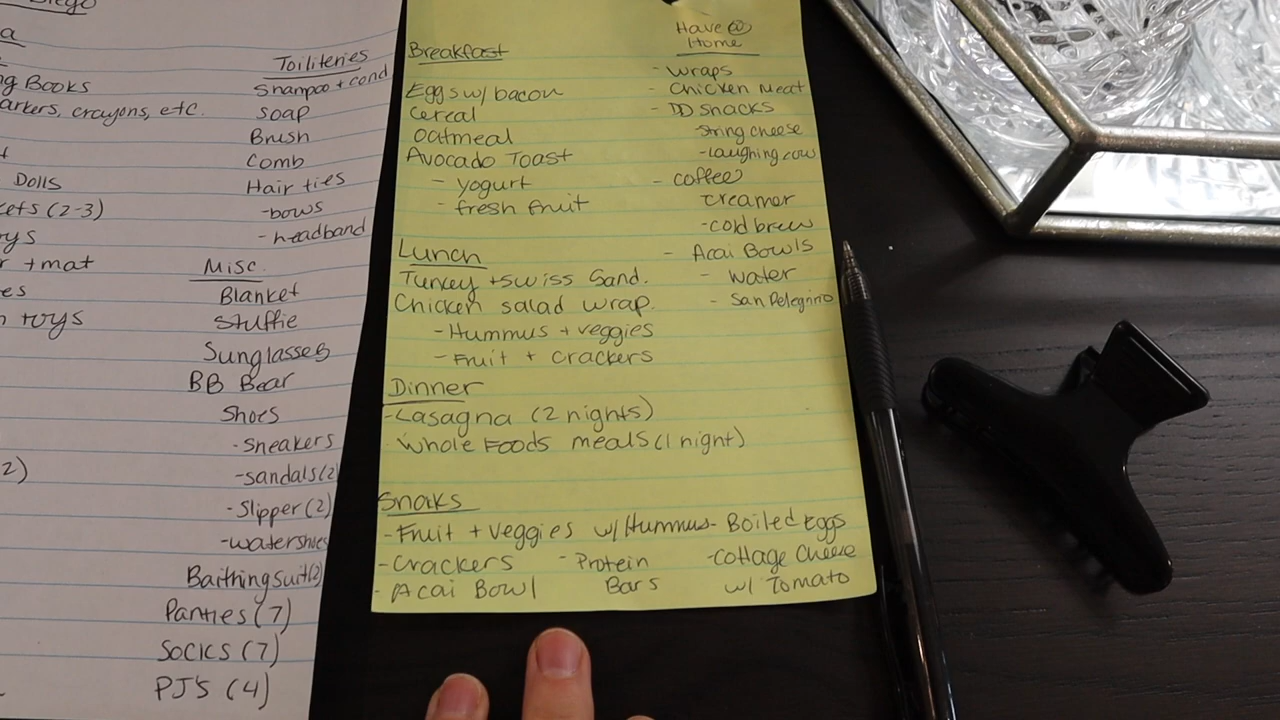 Diego
a
ng Books
arkers, crayons, etc.
Dolls
ets (2-3)
ys
r + mat
es
n toys
2)
Toiliteries
Shampoo + cond
soap
Brush
Comb
Hair ties
-bows
-headband
Misc.
Blanket
Stuffie
Sunglasses
BB Bear
Shoes
-Sneakers
-sandals(2)
-Slipper(2)
-watershoes
Baithingsuit(2)
Panties (7)
Socks (7)
PJ's (4)
Breakfast
Eggs w/ bacon
Cereal
Oatmeal
Avocado Toast
- yogurt
- fresh fruit
Lunch
Turkey + swiss Sand.
Chicken salad wrap.
- Hummus + veggies
- Fruit + Crackers
Dinner
-Lasagna (2 nights)
-Whole Foods meals (1 night)
Have @
Home
- wraps
- Chicken Meat
- DD snacks
string cheese
-laughing cow
- coffee
creamer
-cold brew
- Acai Bowls
- Water
- San Pelegrino
Snaks
-Fruit + veggies w/Hummus - Boiled Eggs
-Crackers - Protein -Cottage Cheese
- Acai Bowl Bars w/ Tomato